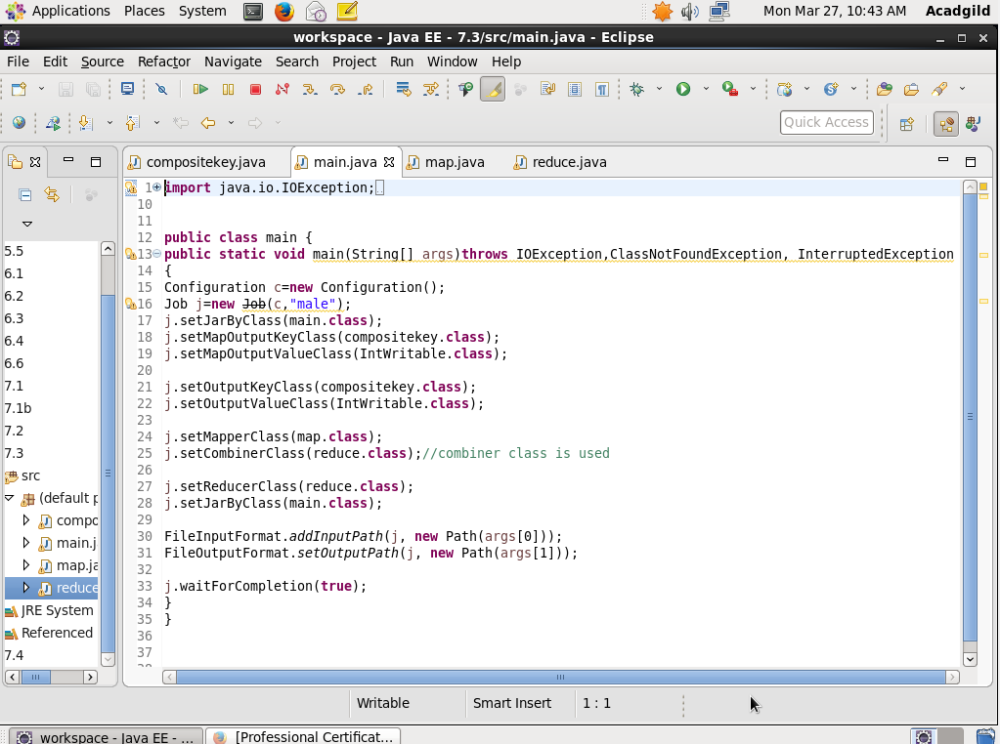 Applications Places System Mon Mar 27, 10:43 AM Acadgild
workspace - Java EE - 7.3/src/main.java - Eclipse
File Edit Source Refactor Navigate Search Project Run Window Help
Quick Access
compositekey.java main.java map.java reduce.java
5.5
6.1
6.2
6.3
6.4
6.6
7.1
7.1b
7.2
7.3
src
(default p
compo
main.j
map.ja
reduce
JRE System
Referenced
7.4
1 import java.io.IOException;
10
11
12 public class main {
13 public static void main(String[] args)throws IOException,ClassNotFoundException, InterruptedException
14 {
15 Configuration c=new Configuration();
16 Job j=new Job(c,"male");
17 j.setJarByClass(main.class);
18 j.setMapOutputKeyClass(compositekey.class);
19 j.setMapOutputValueClass(IntWritable.class);
20
21 j.setOutputKeyClass(compositekey.class);
22 j.setOutputValueClass(IntWritable.class);
23
24 j.setMapperClass(map.class);
25 j.setCombinerClass(reduce.class);//combiner class is used
26
27 j.setReducerClass(reduce.class);
28 j.setJarByClass(main.class);
29
30 FileInputFormat.addInputPath(j, new Path(args[0]));
31 FileOutputFormat.setOutputPath(j, new Path(args[1]));
32
33 j.waitForCompletion(true);
34 }
35 }
36
37
Writable Smart Insert 1 : 1
workspace - Java EE - ... [Professional Certificat...